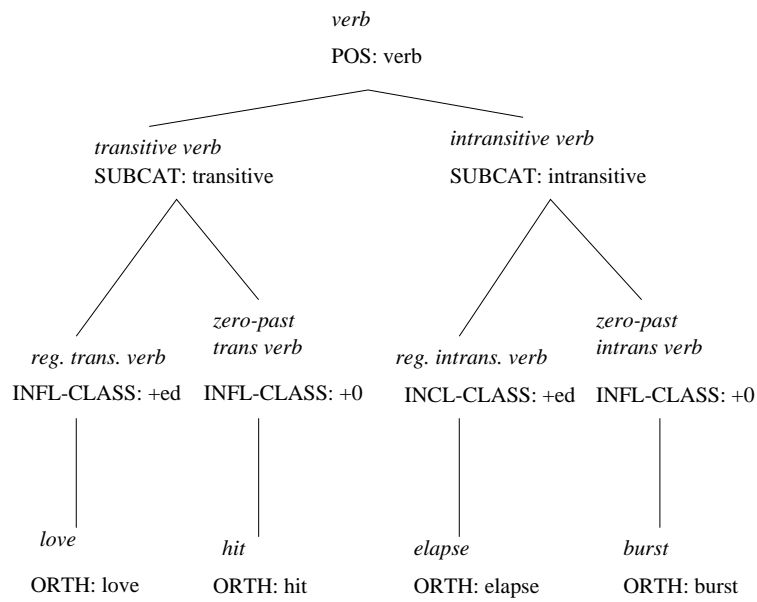 verb
POS: verb
transitive verb
SUBCAT: transitive
intransitive verb
SUBCAT: intransitive
reg. trans. verb
INFL-CLASS: +ed
zero-past
trans verb
INFL-CLASS: +0
reg. intrans. verb
INCL-CLASS: +ed
zero-past
intrans verb
INFL-CLASS: +0
love
ORTH: love
hit
ORTH: hit
elapse
ORTH: elapse
burst
ORTH: burst